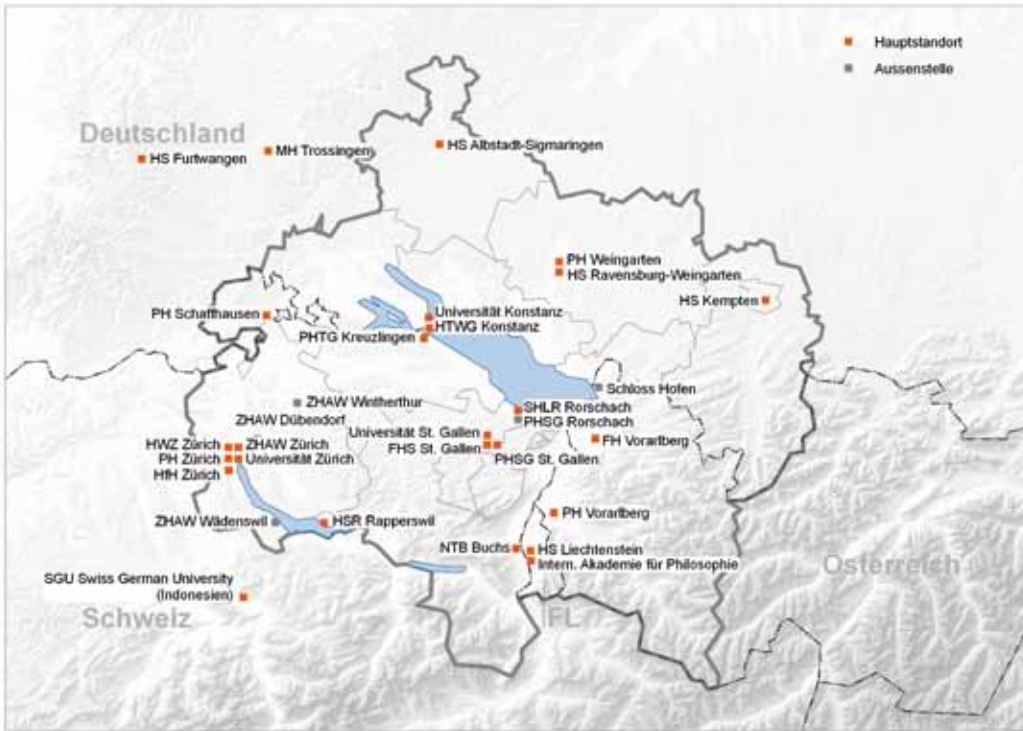 Hauptstandort
Aussenstelle
Deutschland
HS Furtwangen
MH Trossingen
HS Albstadt-Sigmaringen
PH Weingarten
HS Ravensburg-Weingarten
HS Kempten
PH Schaffhausen
Universität Konstanz
HTWG Konstanz
PHTG Kreuzlingen
Schloss Hofen
ZHAW Wintherthur
SHLR Rorschach
ZHAW Dübendorf
PHSG Rorschach
Universität St. Gallen
FH Vorarlberg
HWZ Zürich
ZHAW Zürich
FHS St. Gallen
PH Zürich
Universität Zürich
PHSG St. Gallen
HfH Zürich
PH Vorarlberg
ZHAW Wädenswil
HSR Rapperswil
NTB Buchs
HS Liechtenstein
Intern. Akademie für Philosophie
Österreich
SGU Swiss German University
(Indonesien)
Schweiz
FL